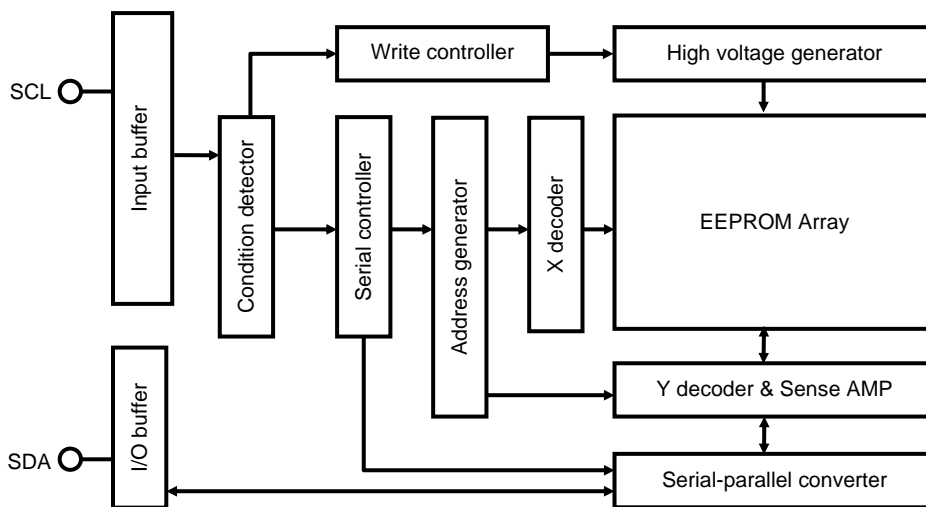 Write controller
High voltage generator
SCL
Input buffer
Condition detector
Serial controller
Address generator
X decoder
EEPROM Array
Y decoder & Sense AMP
SDA
I/O buffer
Serial-parallel converter